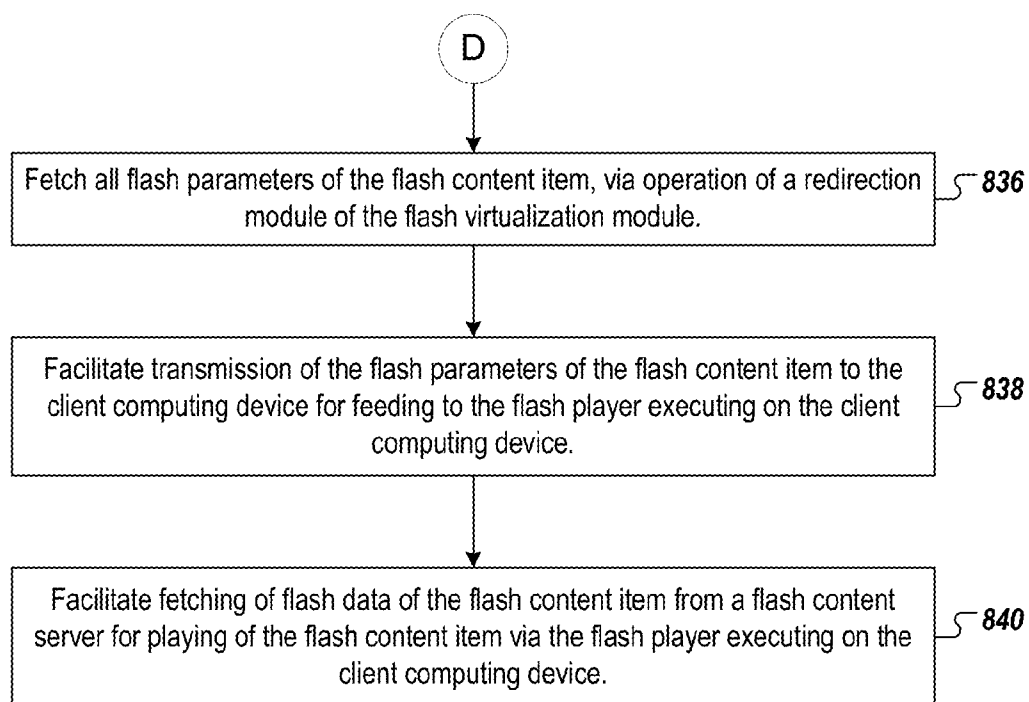 D
Fetch all flash parameters of the flash content item, via operation of a redirection
module of the flash virtualization module.
836
Facilitate transmission of the flash parameters of the flash content item to the
client computing device for feeding to the flash player executing on the client
computing device.
838
Facilitate fetching of flash data of the flash content item from a flash content
server for playing of the flash content item via the flash player executing on the
client computing device.
840